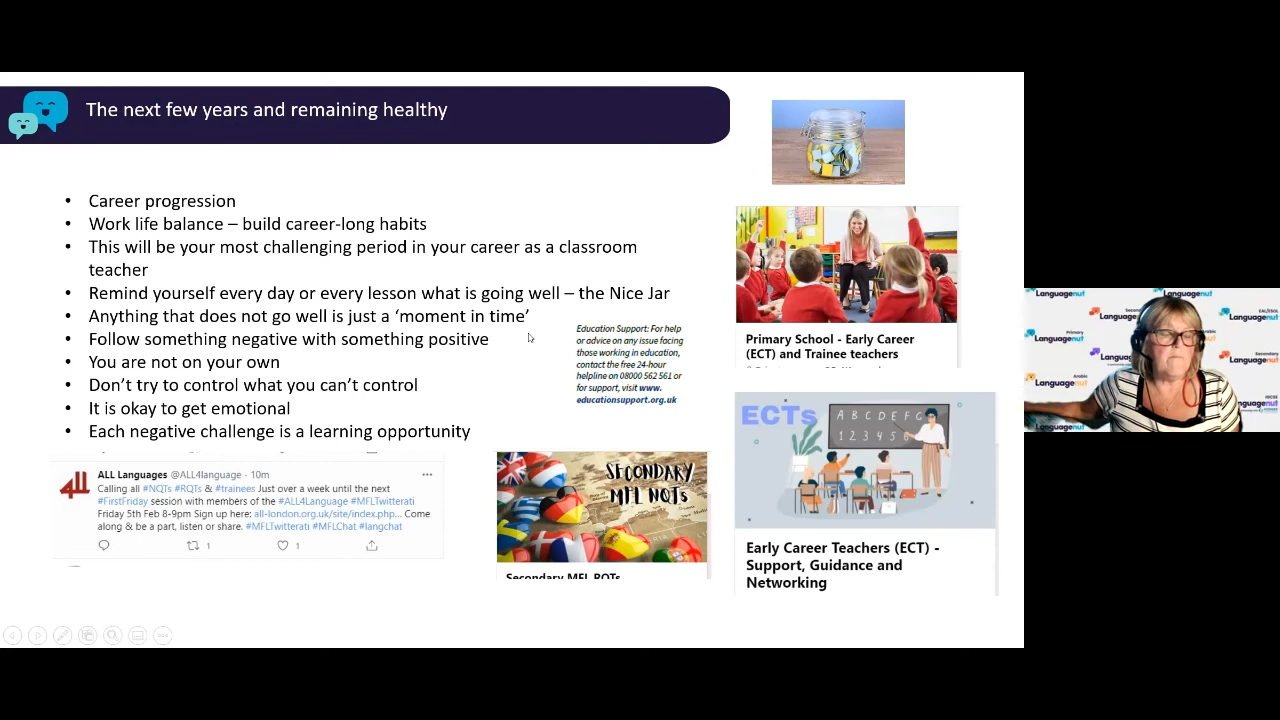 The next few years and remaining healthy
• Career progression
• Work life balance – build career-long habits
• This will be your most challenging period in your career as a classroom
teacher
• Remind yourself every day or every lesson what is going well – the Nice Jar
• Anything that does not go well is just a ‘moment in time’
• Follow something negative with something positive
• You are not on your own
• Don’t try to control what you can’t control
• It is okay to get emotional
• Each negative challenge is a learning opportunity
Education Support: For help
or advice on any issue facing
those working in education,
contact the free 24-hour
helpline on 08000 562 561 or
for support, visit www.
educationsupport.org.uk
ALL Languages @ALL4language · 10m
Calling all #NQTs #RQTs & #trainees Just over a week until the next
#FirstFriday session with members of the #ALL4Language #MFLTwitterati
Friday 5th Feb 8-9pm Sign up here: all-london.org.uk/site/index.php... Come
along & be a part, listen or share. #MFLTwitterati #MFLChat #langchat
1
1
SECONDARY
MFL NQTs
Secondary MFL RQTs
Primary School - Early Career
(ECT) and Trainee teachers
ECTs
A B C D E F G
1 2 3 4 5 6
Early Career Teachers (ECT) -
Support, Guidance and
Networking
Languagenut
Languagenut
Primary
Languagenut
Arabic
Languagenut
EAL/ESOL
Languagenut
Secondary
Languagenut
IGCSE